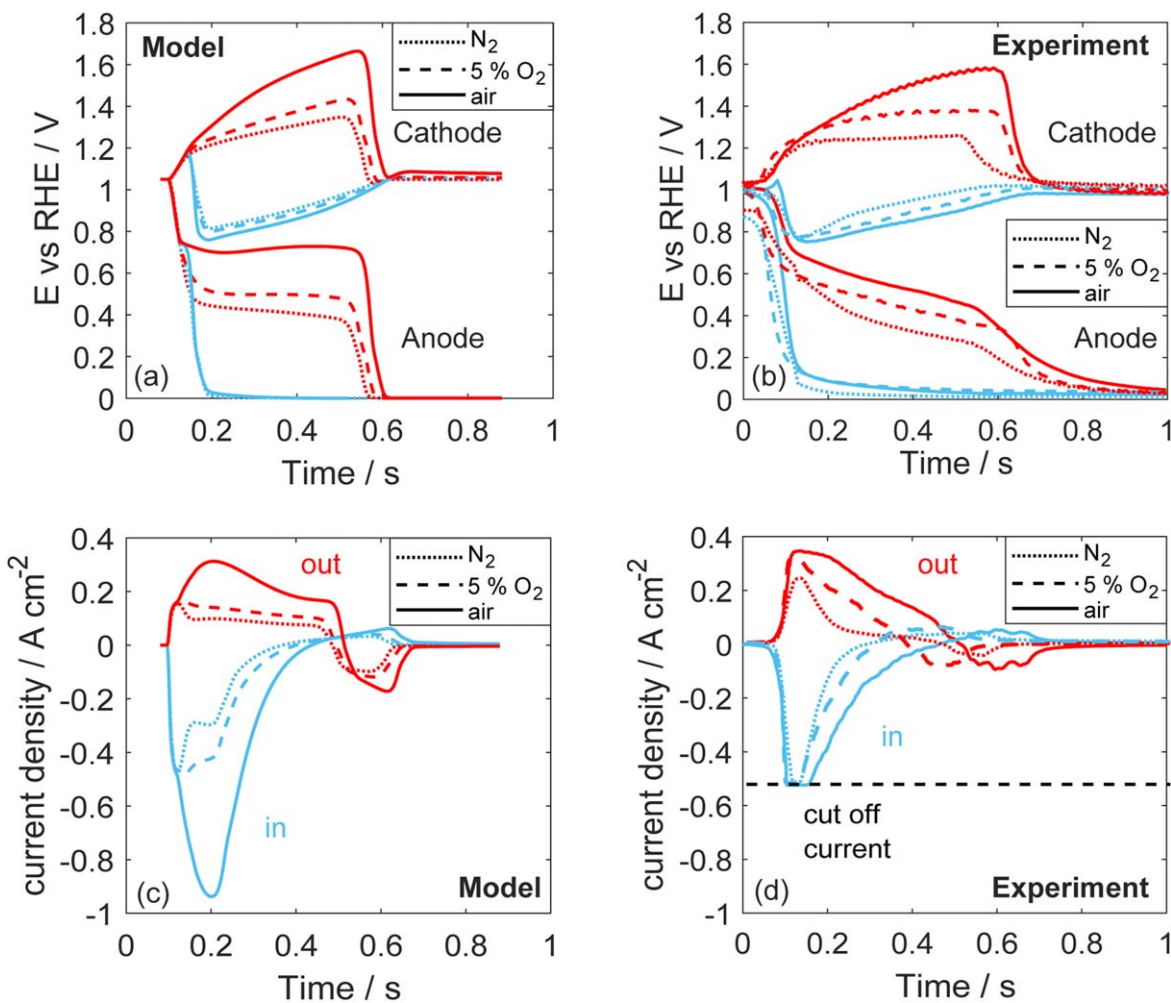 Model
N2
5 % O2
air
Cathode
Anode
(a)
E vs RHE / V
1.8
1.6
1.4
1.2
1
0.8
0.6
0.4
0.2
0
0 0.2 0.4 0.6 0.8 1
Time / s
Experiment
N2
5 % O2
air
Cathode
N2
5 % O2
air
Anode
(b)
E vs RHE / V
1.8
1.6
1.4
1.2
1
0.8
0.6
0.4
0.2
0
0 0.2 0.4 0.6 0.8 1
Time / s
out
N2
5 % O2
air
in
(c)
Model
current density / A cm-2
0.4
0.2
0
-0.2
-0.4
-0.6
-0.8
-1
0 0.2 0.4 0.6 0.8 1
Time / s
out
N2
5 % O2
air
in
cut off
current
(d)
Experiment
current density / A cm-2
0.4
0.2
0
-0.2
-0.4
-0.6
-0.8
-1
0 0.2 0.4 0.6 0.8 1
Time / s